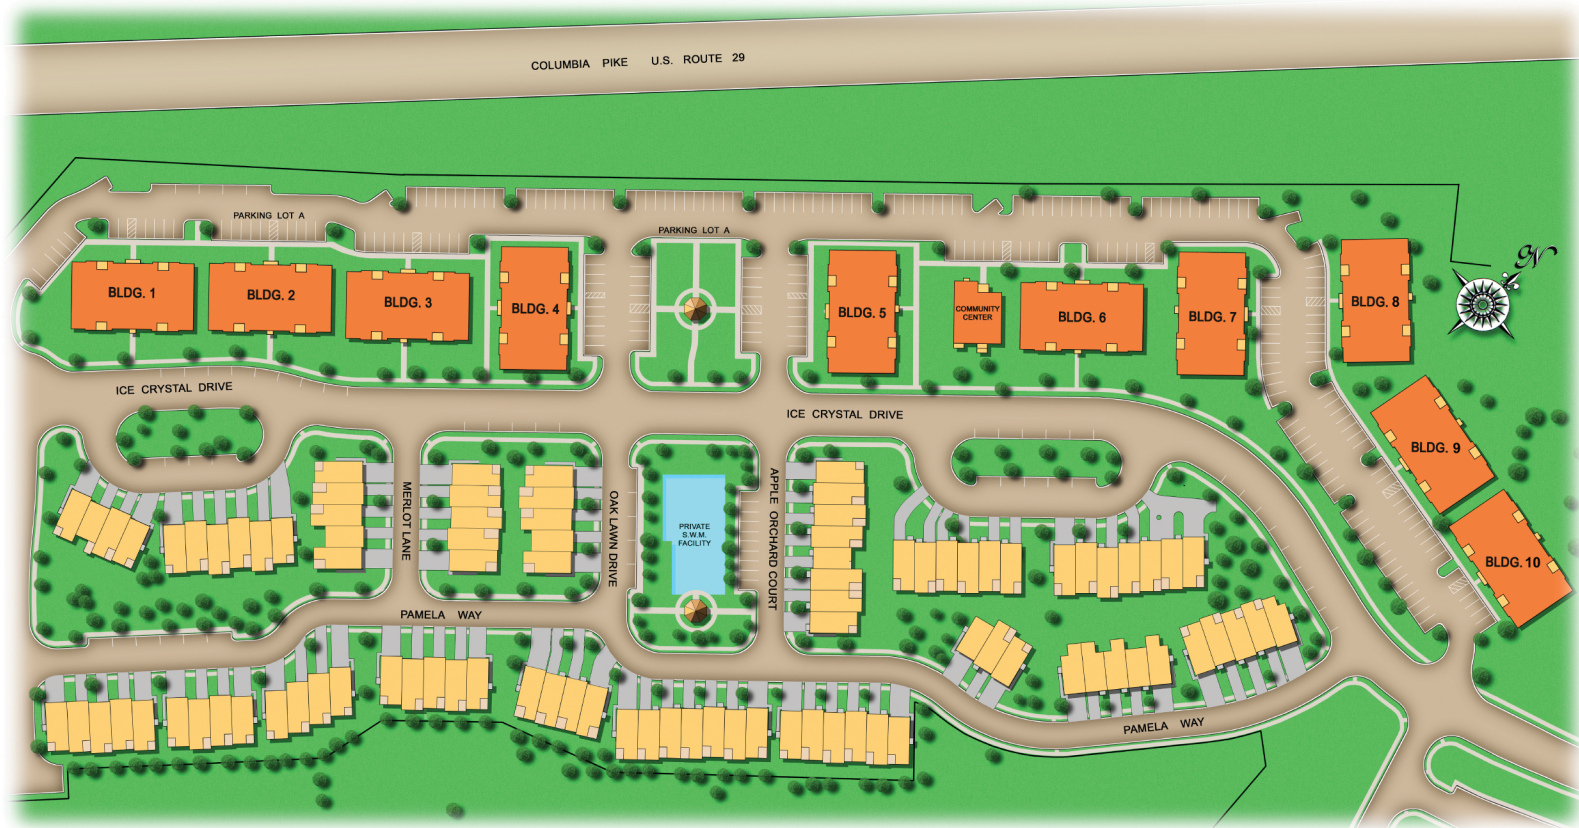 COLUMBIA PIKE U.S. ROUTE 29
PARKING LOT A
PARKING LOT A
BLDG. 1
BLDG. 2
BLDG. 3
BLDG. 4
BLDG. 5
COMMUNITY
CENTER
BLDG. 6
BLDG. 7
BLDG. 8
N
ICE CRYSTAL DRIVE
ICE CRYSTAL DRIVE
BLDG. 9
BLDG. 10
MERLOT LANE
OAK LAWN DRIVE
PRIVATE
S.W.M.
FACILITY
APPLE ORCHARD COURT
PAMELA WAY
PAMELA WAY